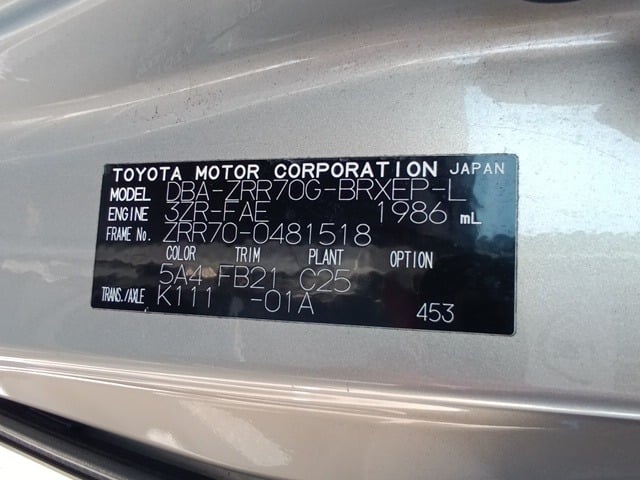 TOYOTA MOTOR CORPORATION JAPAN
MODEL DBA-ZRR70G-BRXEP-L
ENGINE 3ZR-FAE 1986 mL
FRAME NO. ZRR70-0481518
COLOR TRIM PLANT OPTION
5A4 FB21 C25
TRANS./AXLE K111 -01A
453